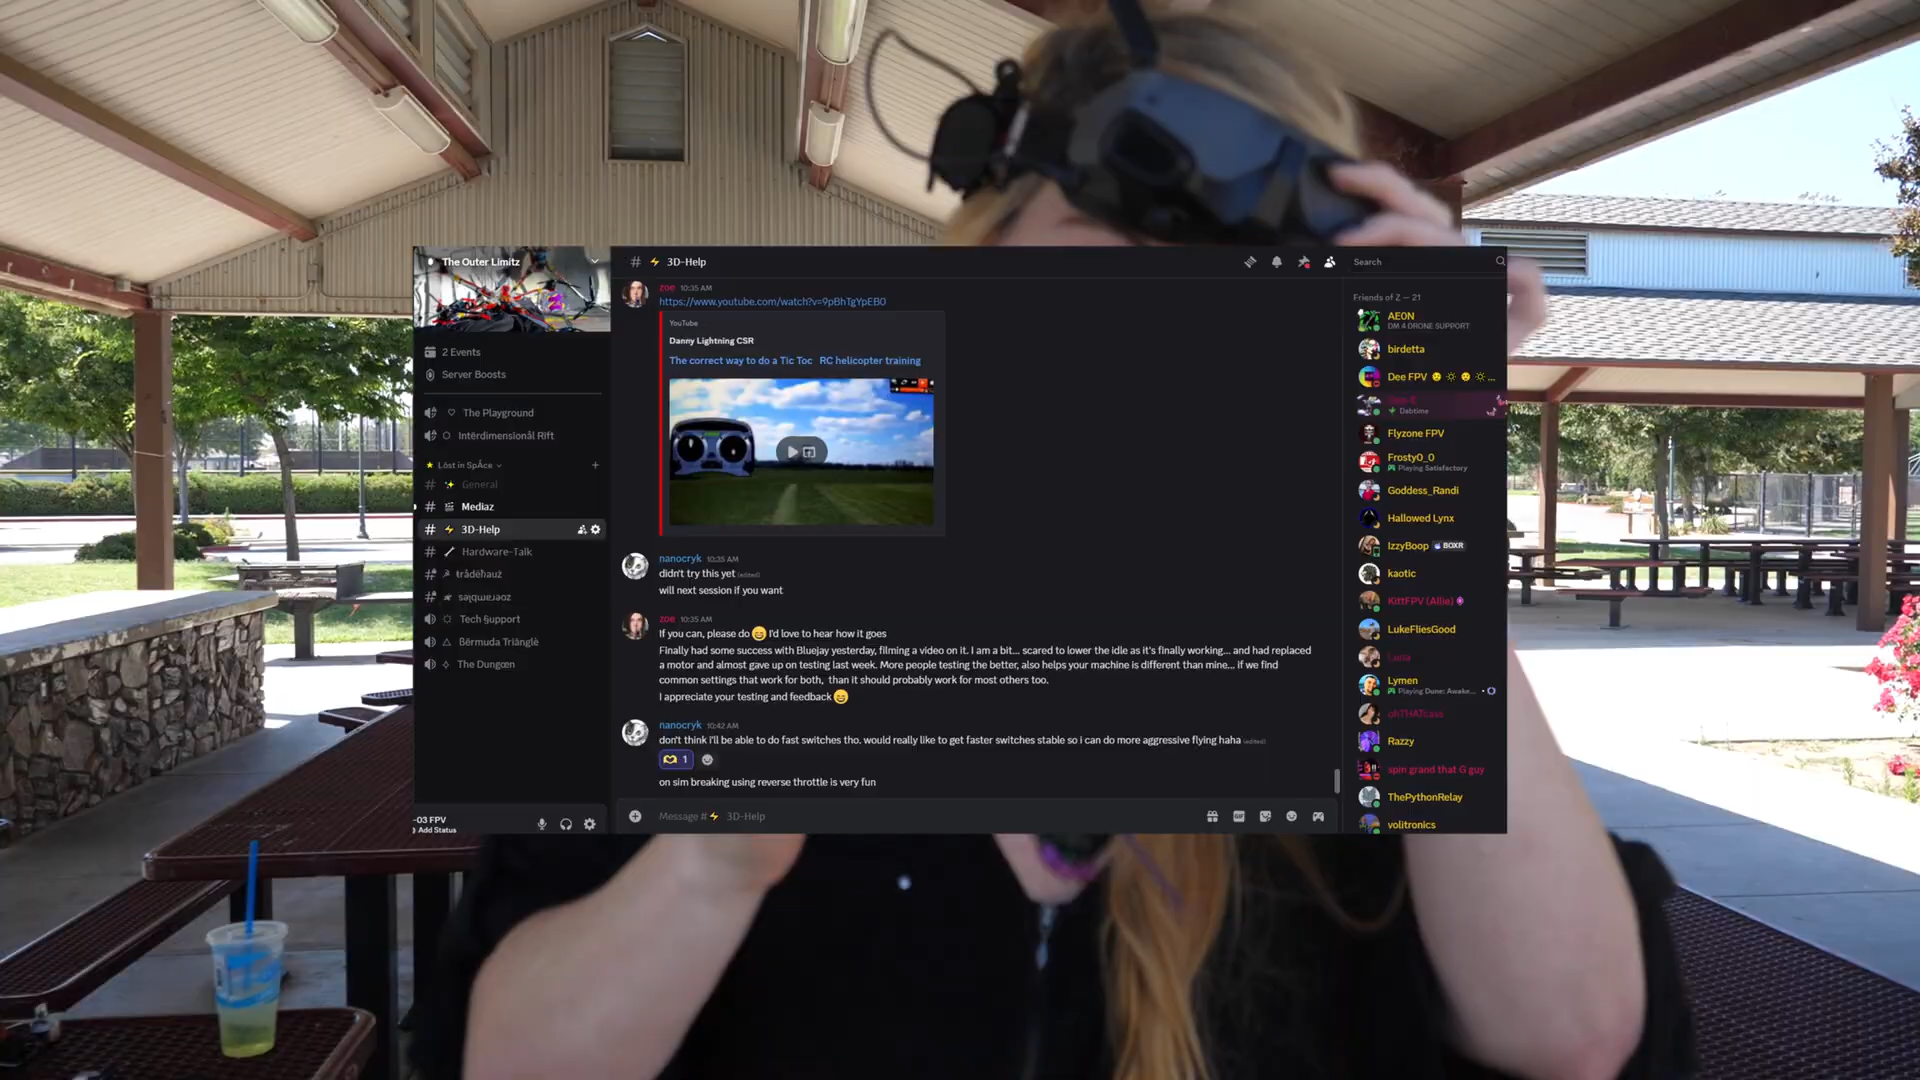 The Outer Limitz
2 Events
Server Boosts
The Playground
Intērdimensionål Rift
Löst in SpÅce
General
Mediaz
3D-Help
Hardware-Talk
Tech §upport
Bērmuda Triånglè
The Dungeon
-03 FPV
Add Status
# ⚡ 3D-Help
Search
zoe 10:35 AM
https://www.youtube.com/watch?v=9pBhTgYpEB0
YouTube
Danny Lightning CSR
The correct way to do a Tic Toc RC helicopter training
nanocryk 10:35 AM
didn't try this yet (edited)
will next session if you want
zoe 10:35 AM
If you can, please do 😄 I'd love to hear how it goes
Finally had some success with Bluejay yesterday, filming a video on it. I am a bit... scared to lower the idle as it's finally working... and had replaced
a motor and almost gave up on testing last week. More people testing the better, also helps your machine is different than mine... if we find
common settings that work for both, than it should probably work for most others too.
I appreciate your testing and feedback 😄
nanocryk 10:42 AM
don't think i'll be able to do fast switches tho. would really like to get faster switches stable so i can do more aggressive flying haha (edited)
1
on sim breaking using reverse throttle is very fun
Message # ⚡ 3D-Help
GIF
Friends of Z — 21
AEON
DM 4 DRONE SUPPORT
birdetta
Dee FPV
Dabtime
Flyzone FPV
Frosty0_0
Playing Satisfactory
Goddess_Randi
Hallowed Lynx
IzzyBoop BOXR
kaotic
KittFPV (Allie)
LukeFliesGood
Lymen
Playing Dune: Awake...
ohTHATcass
Razzy
spin grand that G guy
ThePythonRelay
volitronics